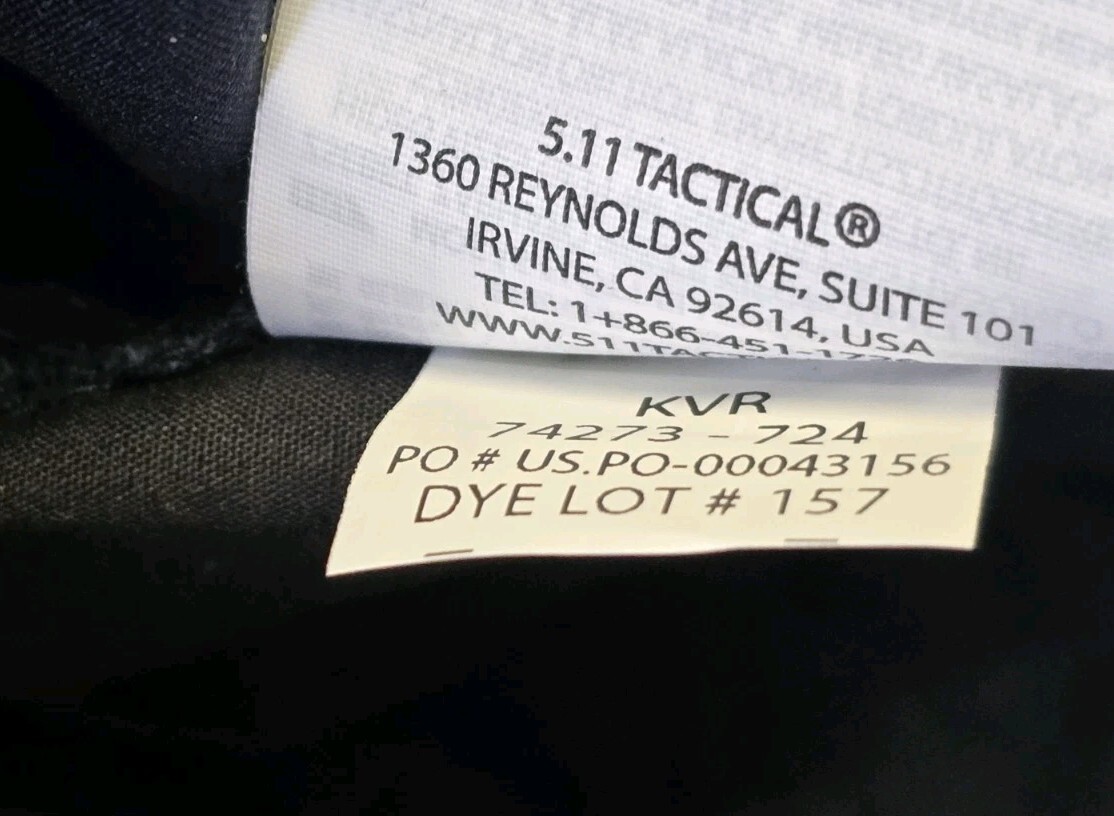 5.11 TACTICAL®
1360 REYNOLDS AVE, SUITE 101
IRVINE, CA 92614, USA
TEL: 1+866-451-
KVR
74273 - 724
PO # US.PO-00043156
DYE LOT # 157